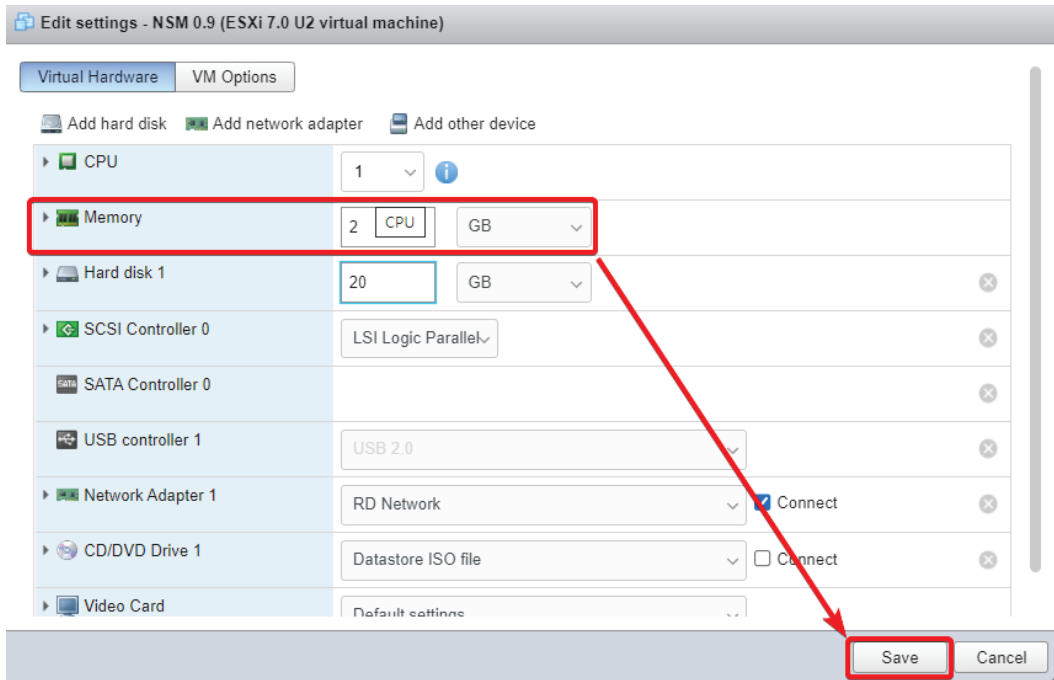 Edit settings - NSM 0.9 (ESXi 7.0 U2 virtual machine)
Virtual Hardware VM Options
Add hard disk Add network adapter Add other device
CPU 1
Memory 2 CPU GB
Hard disk 1 20 GB
SCSI Controller 0 LSI Logic Parallel
SATA SATA Controller 0
USB controller 1 USB 2.0
Network Adapter 1 RD Network Connect
CD/DVD Drive 1 Datastore ISO file Connect
Video Card Default settings
Save Cancel